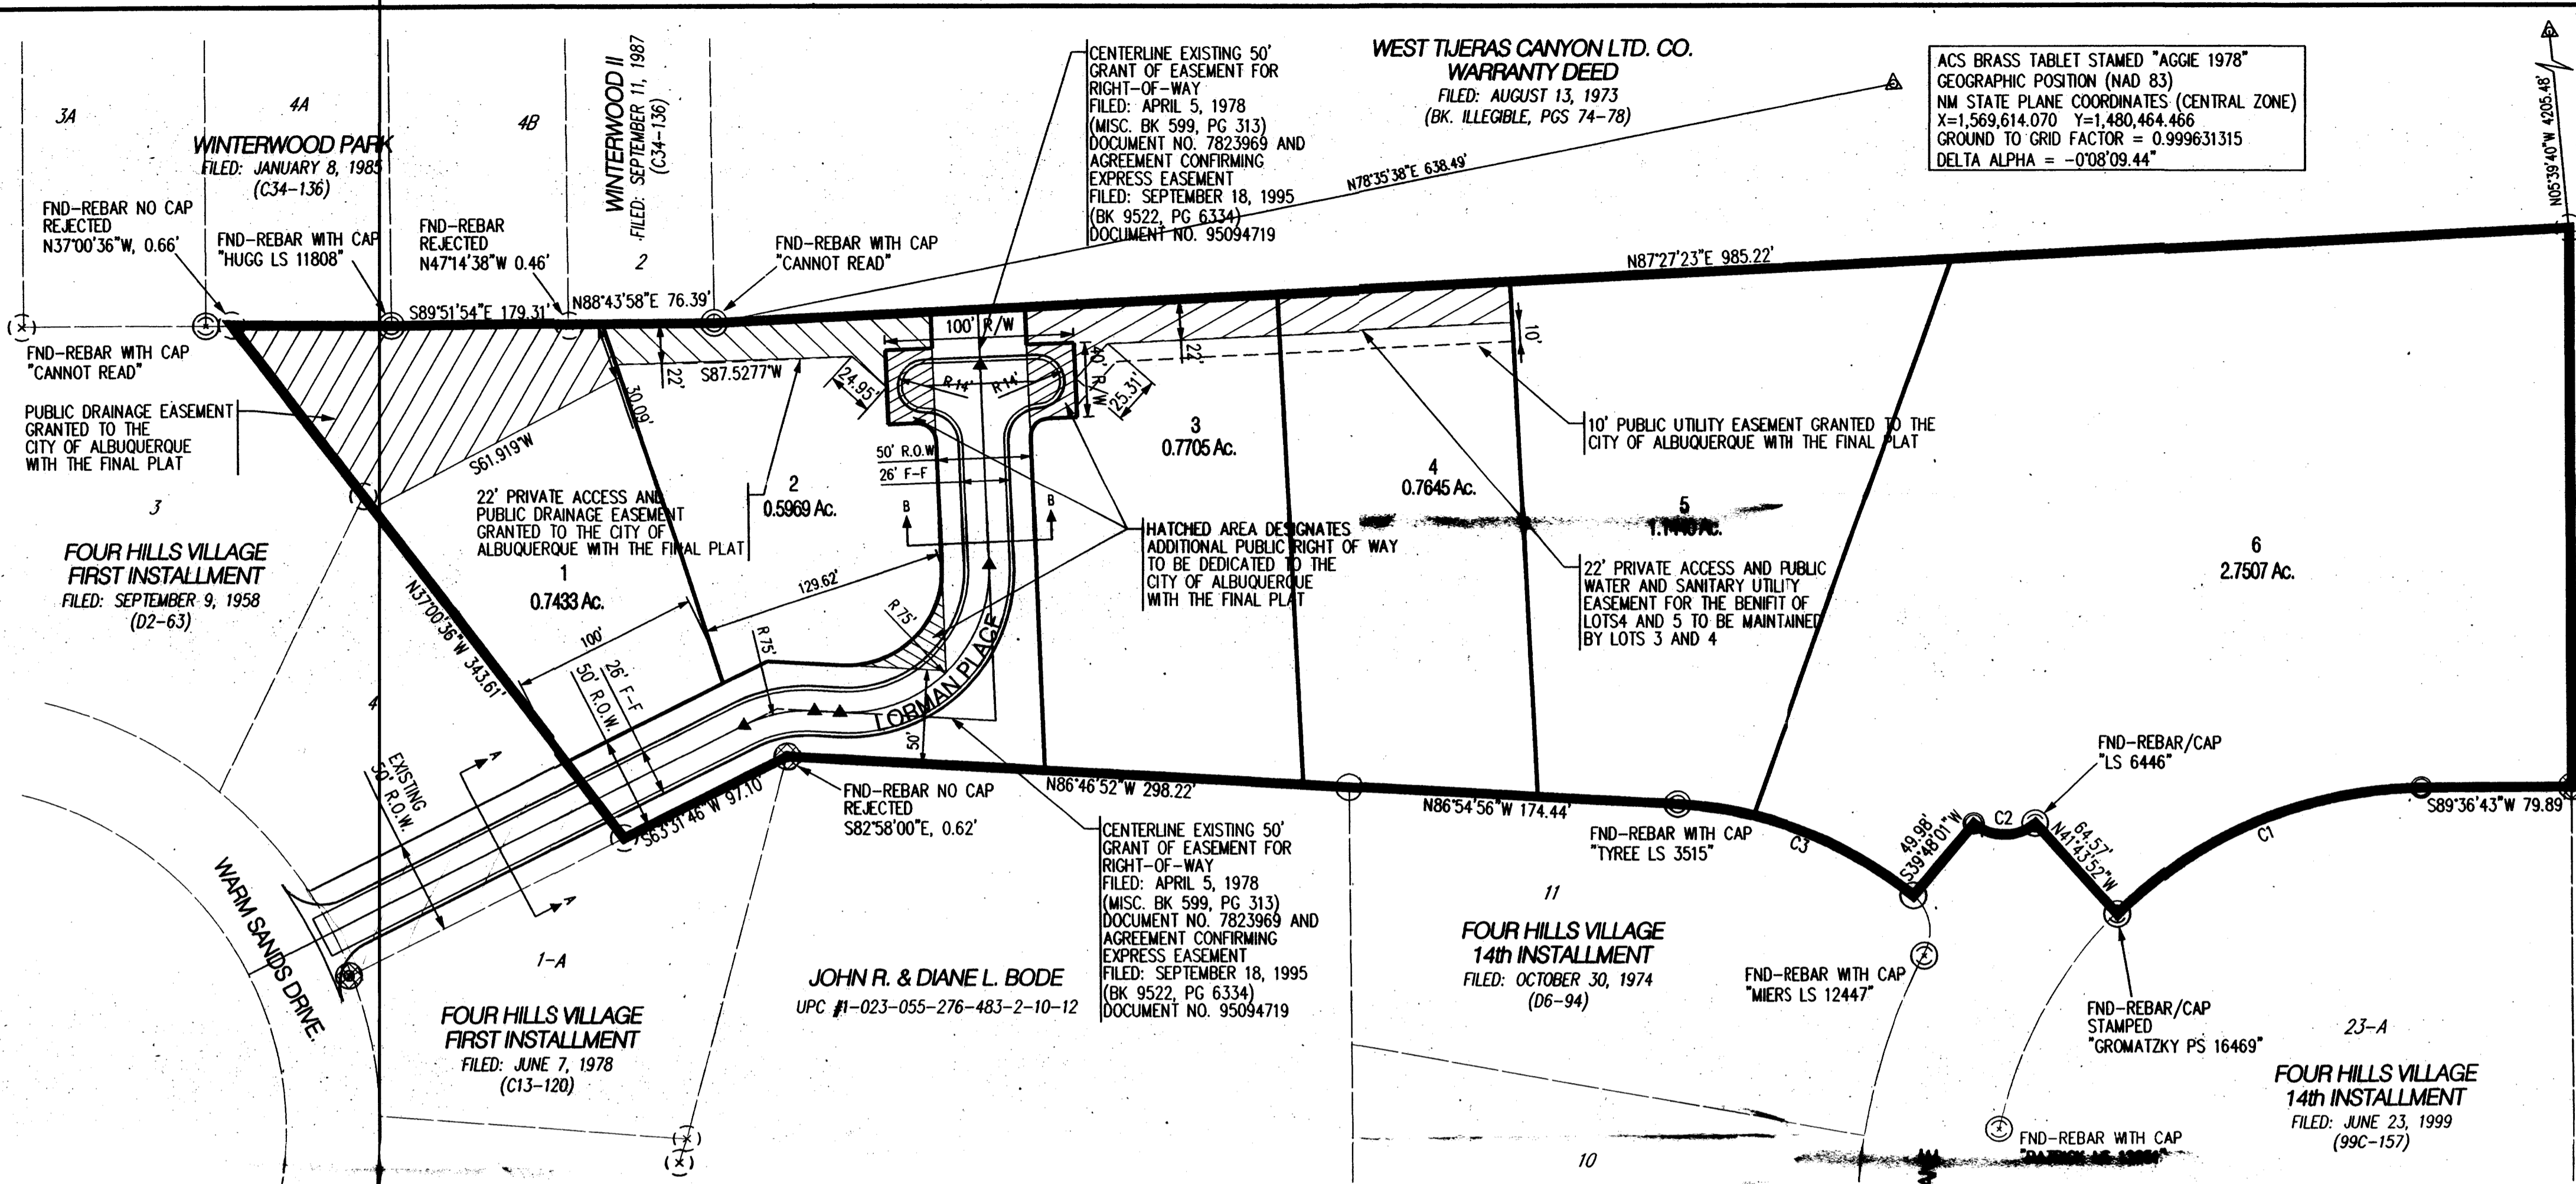 3A
4A
4B
WINTERWOOD PARK
FILED: JANUARY 8, 1985
(C34-136)
WINTERWOOD II
FILED: SEPTEMBER 11, 1987
(C34-136)
2
CENTERLINE EXISTING 50'
GRANT OF EASEMENT FOR
RIGHT-OF-WAY
FILED: APRIL 5, 1978
(MISC. BK 599, PG 313)
DOCUMENT NO. 7823969 AND
AGREEMENT CONFIRMING
EXPRESS EASEMENT
FILED: SEPTEMBER 18, 1995
(BK 9522, PG 6334)
DOCUMENT NO. 95094719
WEST TIJERAS CANYON LTD. CO.
WARRANTY DEED
FILED: AUGUST 13, 1973
(BK. ILLEGIBLE, PGS 74-78)
ACS BRASS TABLET STAMED "AGGIE 1978"
GEOGRAPHIC POSITION (NAD 83)
NM STATE PLANE COORDINATES (CENTRAL ZONE)
X=1,569,614.070 Y=1,480,464.466
GROUND TO GRID FACTOR = 0.999631315
DELTA ALPHA = -0°08'09.44"
N05°39'40"W 4205.48'
N78°35'38"E 638.49'
FND-REBAR NO CAP
REJECTED
N37°00'36"W, 0.66'
FND-REBAR WITH CAP
"HUGG LS 11808"
FND-REBAR
REJECTED
N47°14'38"W 0.46'
FND-REBAR WITH CAP
"CANNOT READ"
N87°27'23"E 985.22'
S89°51'54"E 179.31'
N88°43'58"E 76.39'
100' R/W
FND-REBAR WITH CAP
"CANNOT READ"
22'
S87.5277°W
24.95'
R 14'
R 14'
40' R/W
25.31'
22'
10'
30.09'
PUBLIC DRAINAGE EASEMENT
GRANTED TO THE
CITY OF ALBUQUERQUE
WITH THE FINAL PLAT
S61.919°W
3
0.7705 Ac.
10' PUBLIC UTILITY EASEMENT GRANTED TO THE
CITY OF ALBUQUERQUE WITH THE FINAL PLAT
50' R.O.W
26' F-F
4
0.7645 Ac.
22' PRIVATE ACCESS AND
PUBLIC DRAINAGE EASEMENT
GRANTED TO THE CITY OF
ALBUQUERQUE WITH THE FINAL PLAT
2
0.5969 Ac.
B
B
3
FOUR HILLS VILLAGE
FIRST INSTALLMENT
FILED: SEPTEMBER 9, 1958
(D2-63)
HATCHED AREA DESIGNATES
ADDITIONAL PUBLIC RIGHT OF WAY
TO BE DEDICATED TO THE
CITY OF ALBUQUERQUE
WITH THE FINAL PLAT
5
6
2.7507 Ac.
22' PRIVATE ACCESS AND PUBLIC
WATER AND SANITARY UTILITY
EASEMENT FOR THE BENIFIT OF
LOTS4 AND 5 TO BE MAINTAINED
BY LOTS 3 AND 4
1
0.7433 Ac.
129.62'
100'
R 75'
R 75'
N37°00'36"W 343.61'
26' F-F
50' R.O.W.
LOBMAN PLACE
50'
4
EXISTING
50' R.O.W.
A
A
S63°31'46"W 97.10'
FND-REBAR NO CAP
REJECTED
S82°58'00"E, 0.62'
N86°46'52"W 298.22'
N86°54'56"W 174.44'
FND-REBAR WITH CAP
"TYREE LS 3515"
C3
49.98'
S39°48'01"W
C2
64.57'
N41°43'52"W
FND-REBAR/CAP
"LS 6446"
C1
S89°36'43"W 79.89'
WARM SANDS DRIVE.
CENTERLINE EXISTING 50'
GRANT OF EASEMENT FOR
RIGHT-OF-WAY
FILED: APRIL 5, 1978
(MISC. BK 599, PG 313)
DOCUMENT NO. 7823969 AND
AGREEMENT CONFIRMING
EXPRESS EASEMENT
FILED: SEPTEMBER 18, 1995
(BK 9522, PG 6334)
DOCUMENT NO. 95094719
1-A
FOUR HILLS VILLAGE
FIRST INSTALLMENT
FILED: JUNE 7, 1978
(C13-120)
JOHN R. & DIANE L. BODE
UPC #1-023-055-276-483-2-10-12
11
FOUR HILLS VILLAGE
14th INSTALLMENT
FILED: OCTOBER 30, 1974
(D6-94)
FND-REBAR WITH CAP
"MIERS LS 12447"
FND-REBAR/CAP
STAMPED
"GROMATZKY PS 16469"
23-A
FOUR HILLS VILLAGE
14th INSTALLMENT
FILED: JUNE 23, 1999
(99C-157)
FND-REBAR WITH CAP
10